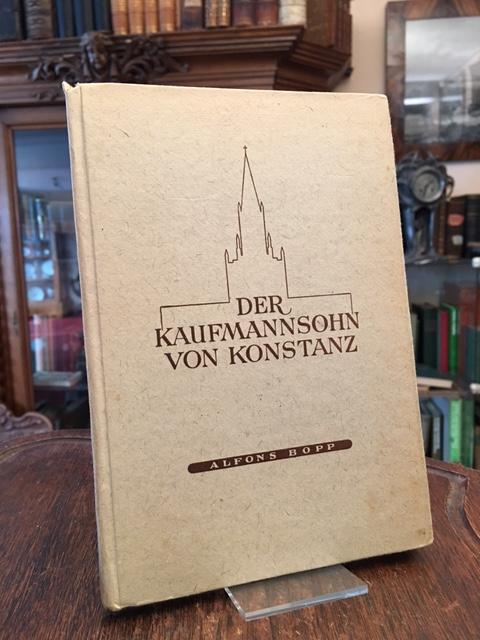 DER
KAUFMANNSOHN
VON KONSTANZ
ALFONS BOPP